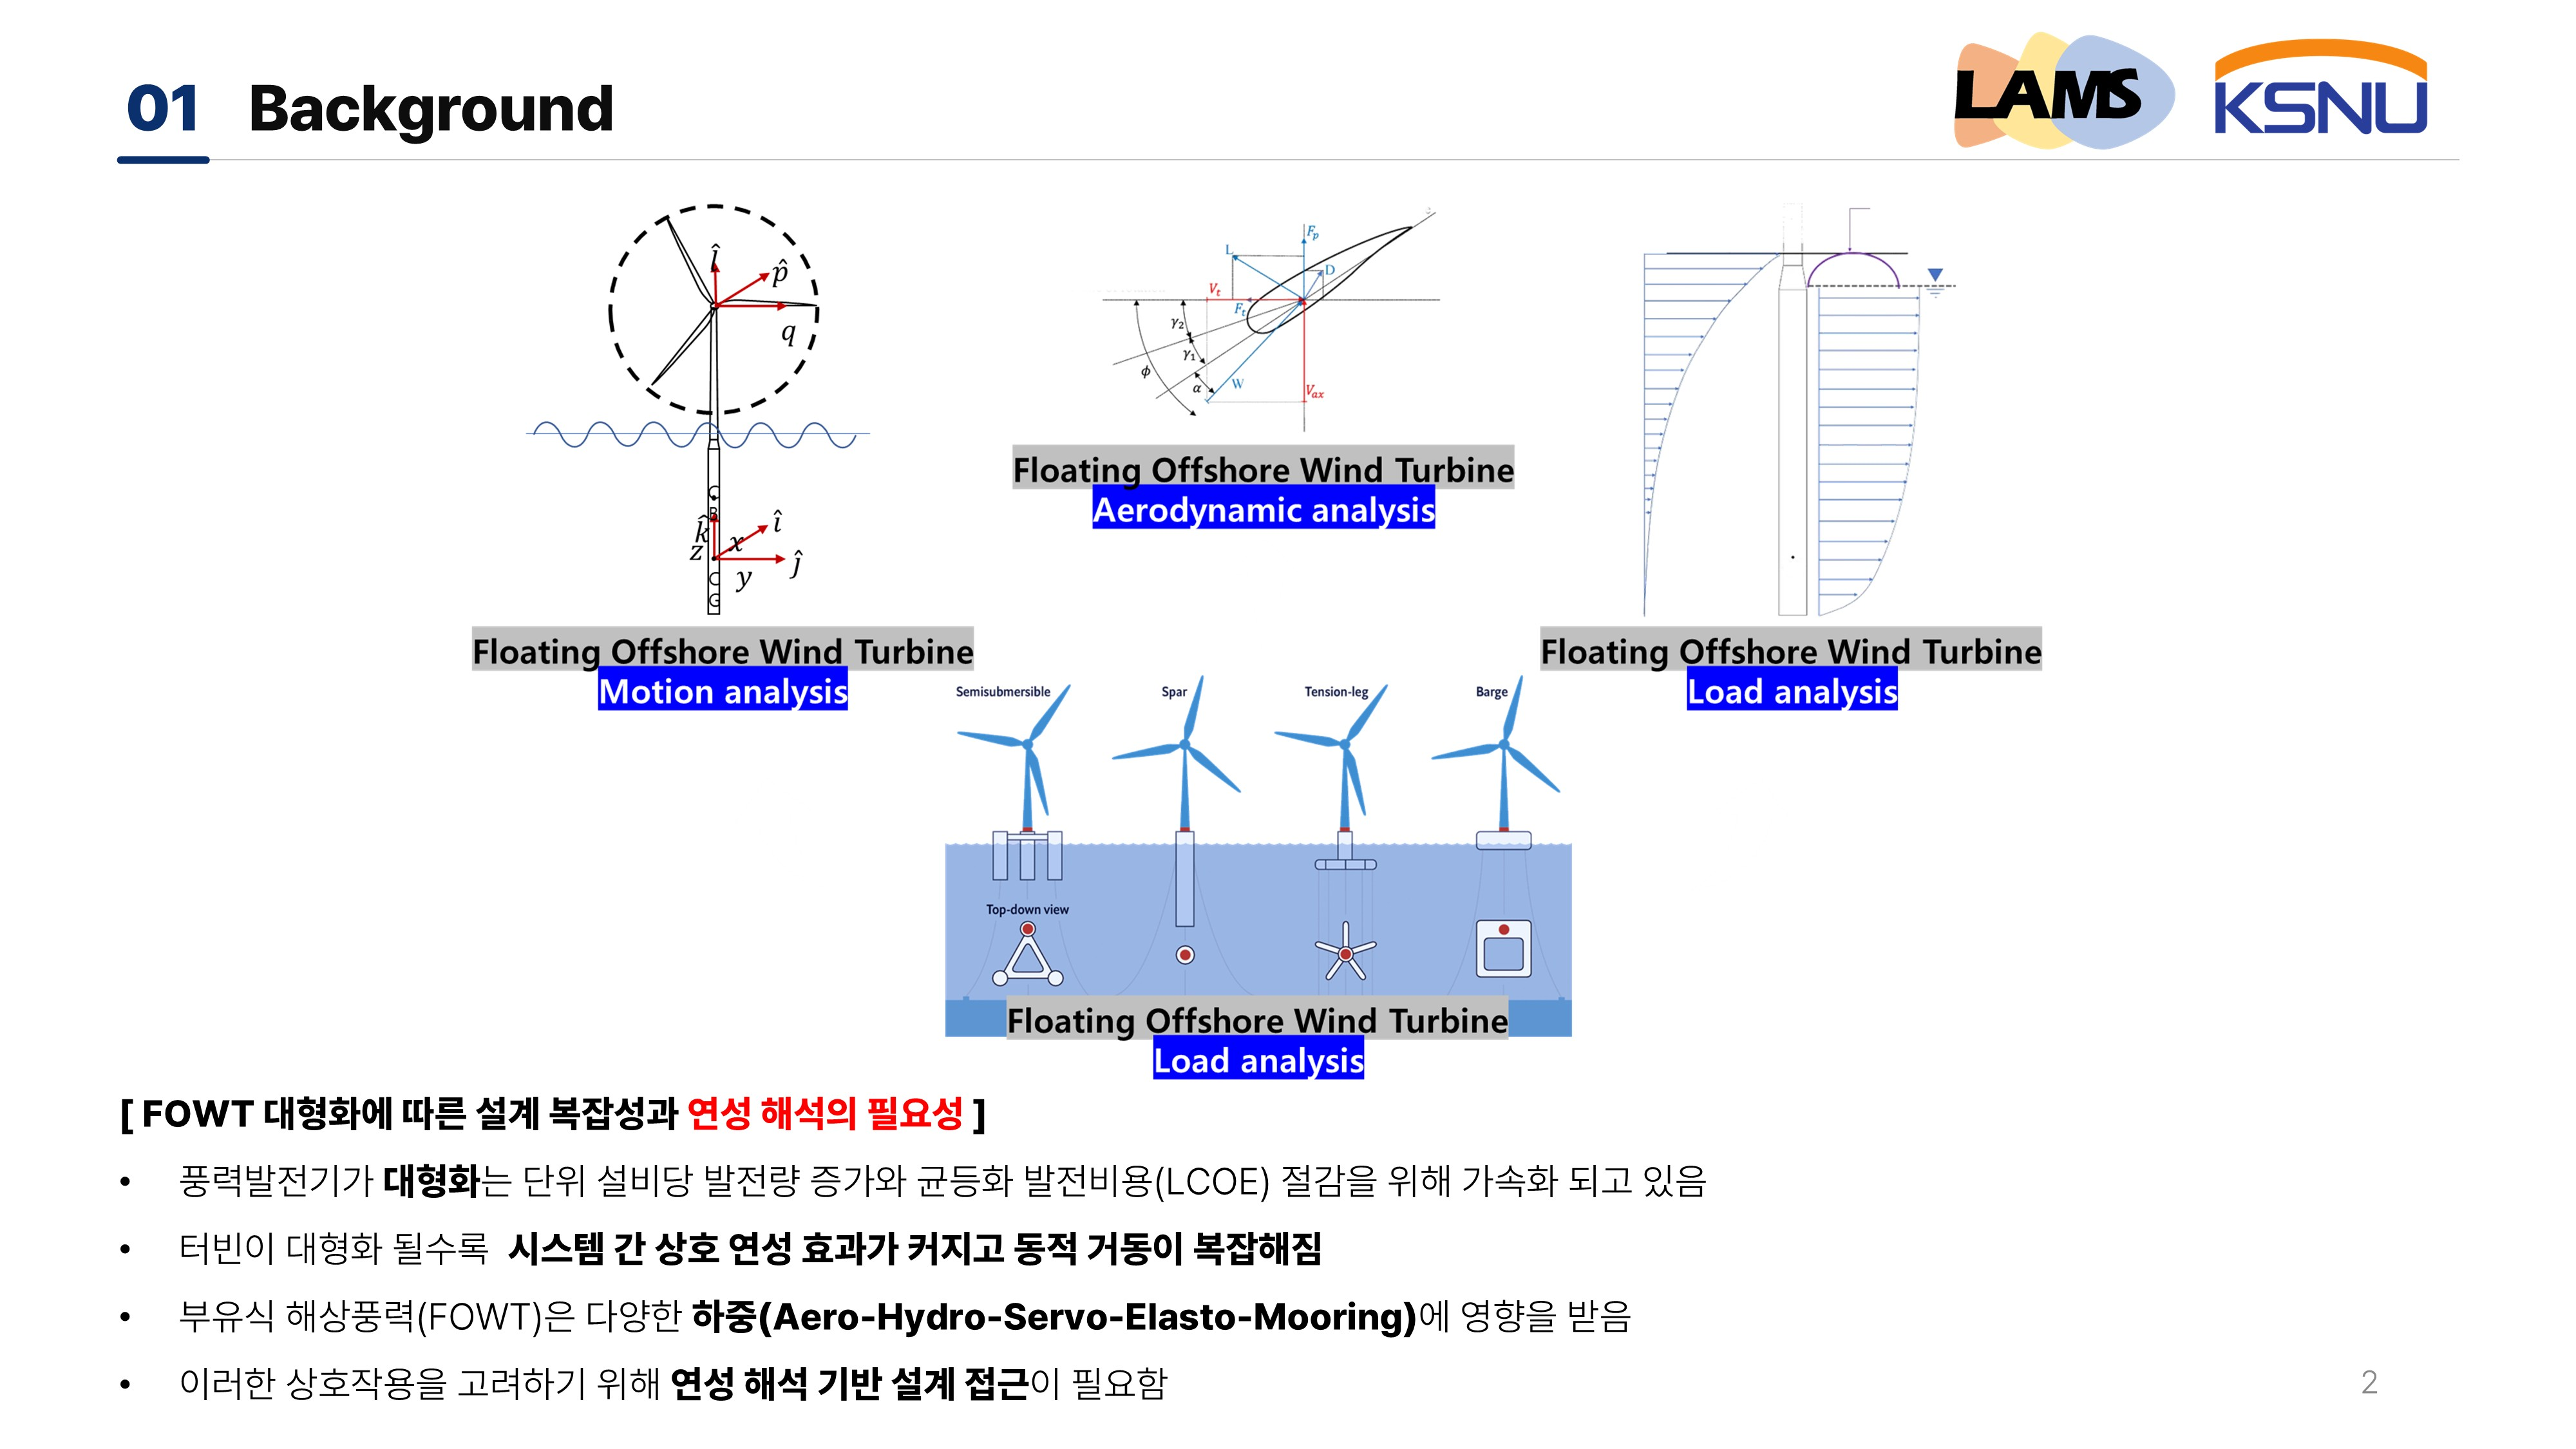 01 Background
LAMS
KSNU
ĵ
p̂
q
C
B
k̂
z
x
î
ĵ
y
C
G
Floating Offshore Wind Turbine
Motion analysis
F_p
L
D
V_t
F_t
γ_2
γ_1
ϕ
α
W
V_ax
Floating Offshore Wind Turbine
Aerodynamic analysis
Floating Offshore Wind Turbine
Load analysis
Semisubmersible Spar Tension-leg Barge
Top-down view
Floating Offshore Wind Turbine
Load analysis
[ FOWT 대형화에 따른 설계 복잡성과 연성 해석의 필요성 ]
• 풍력발전기가 대형화는 단위 설비당 발전량 증가와 균등화 발전비용(LCOE) 절감을 위해 가속화 되고 있음
• 터빈이 대형화 될수록 시스템 간 상호 연성 효과가 커지고 동적 거동이 복잡해짐
• 부유식 해상풍력(FOWT)은 다양한 하중(Aero-Hydro-Servo-Elasto-Mooring)에 영향을 받음
• 이러한 상호작용을 고려하기 위해 연성 해석 기반 설계 접근이 필요함
2